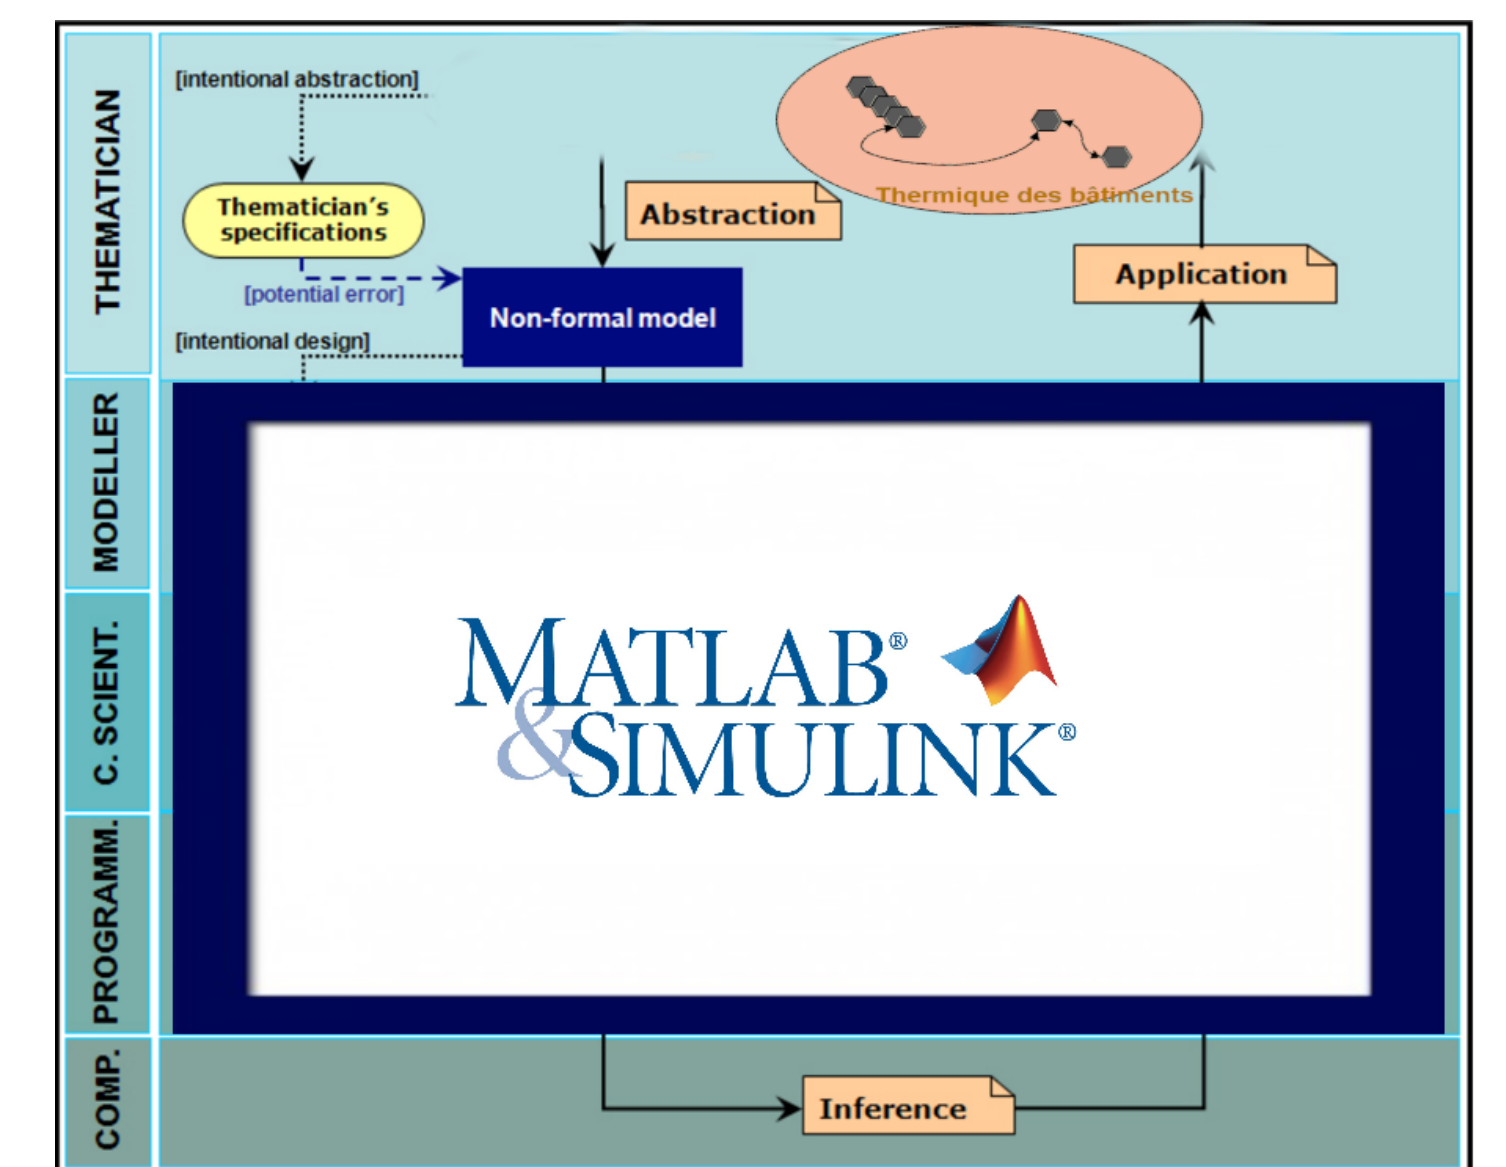 THEMATICIAN
[intentional abstraction]
Thematician's
specifications
[potential error]
[intentional design]
Abstraction
Non-formal model
Thermique des bâtiments
Application
MODELLER
C. SCIENT.
PROGRAMM.
MATLAB®
&SIMULINK®
COMP.
Inference